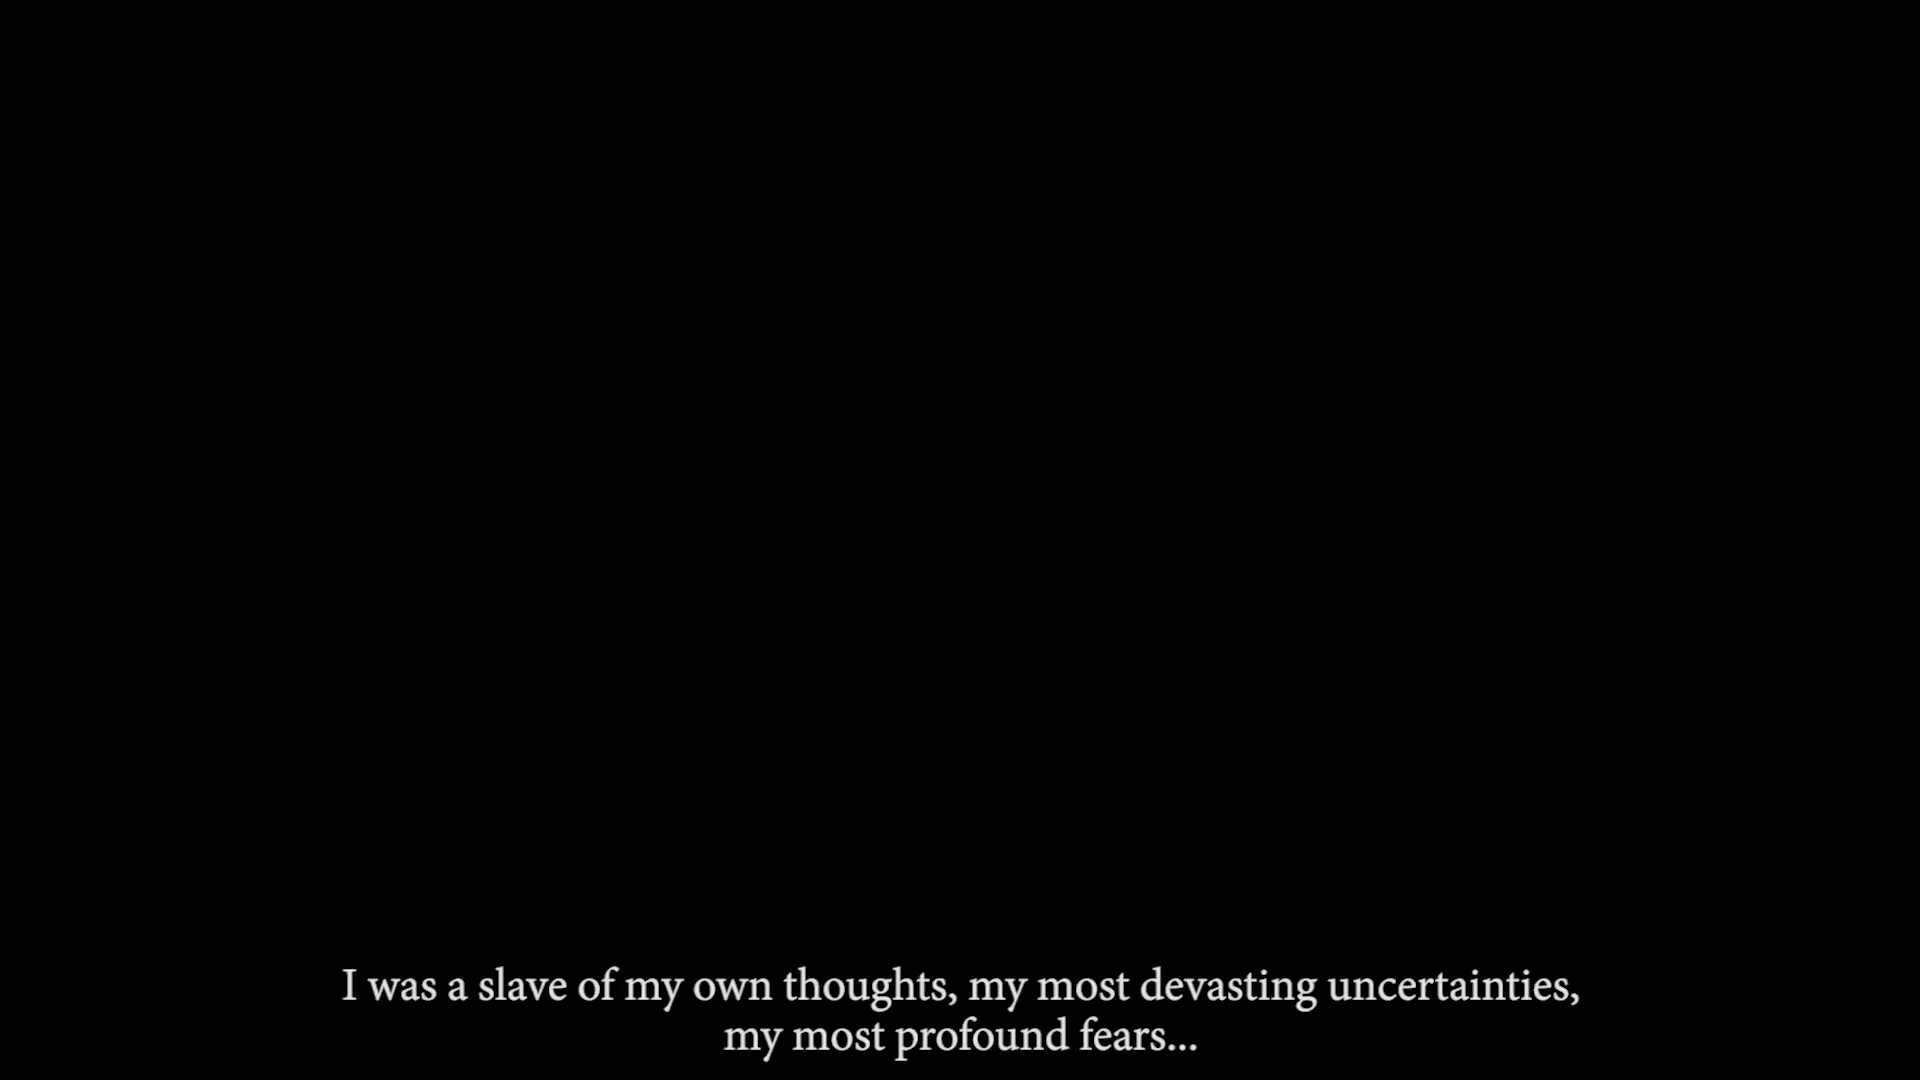 I was a slave of my own thoughts, my most devasting uncertainties,
my most profound fears...